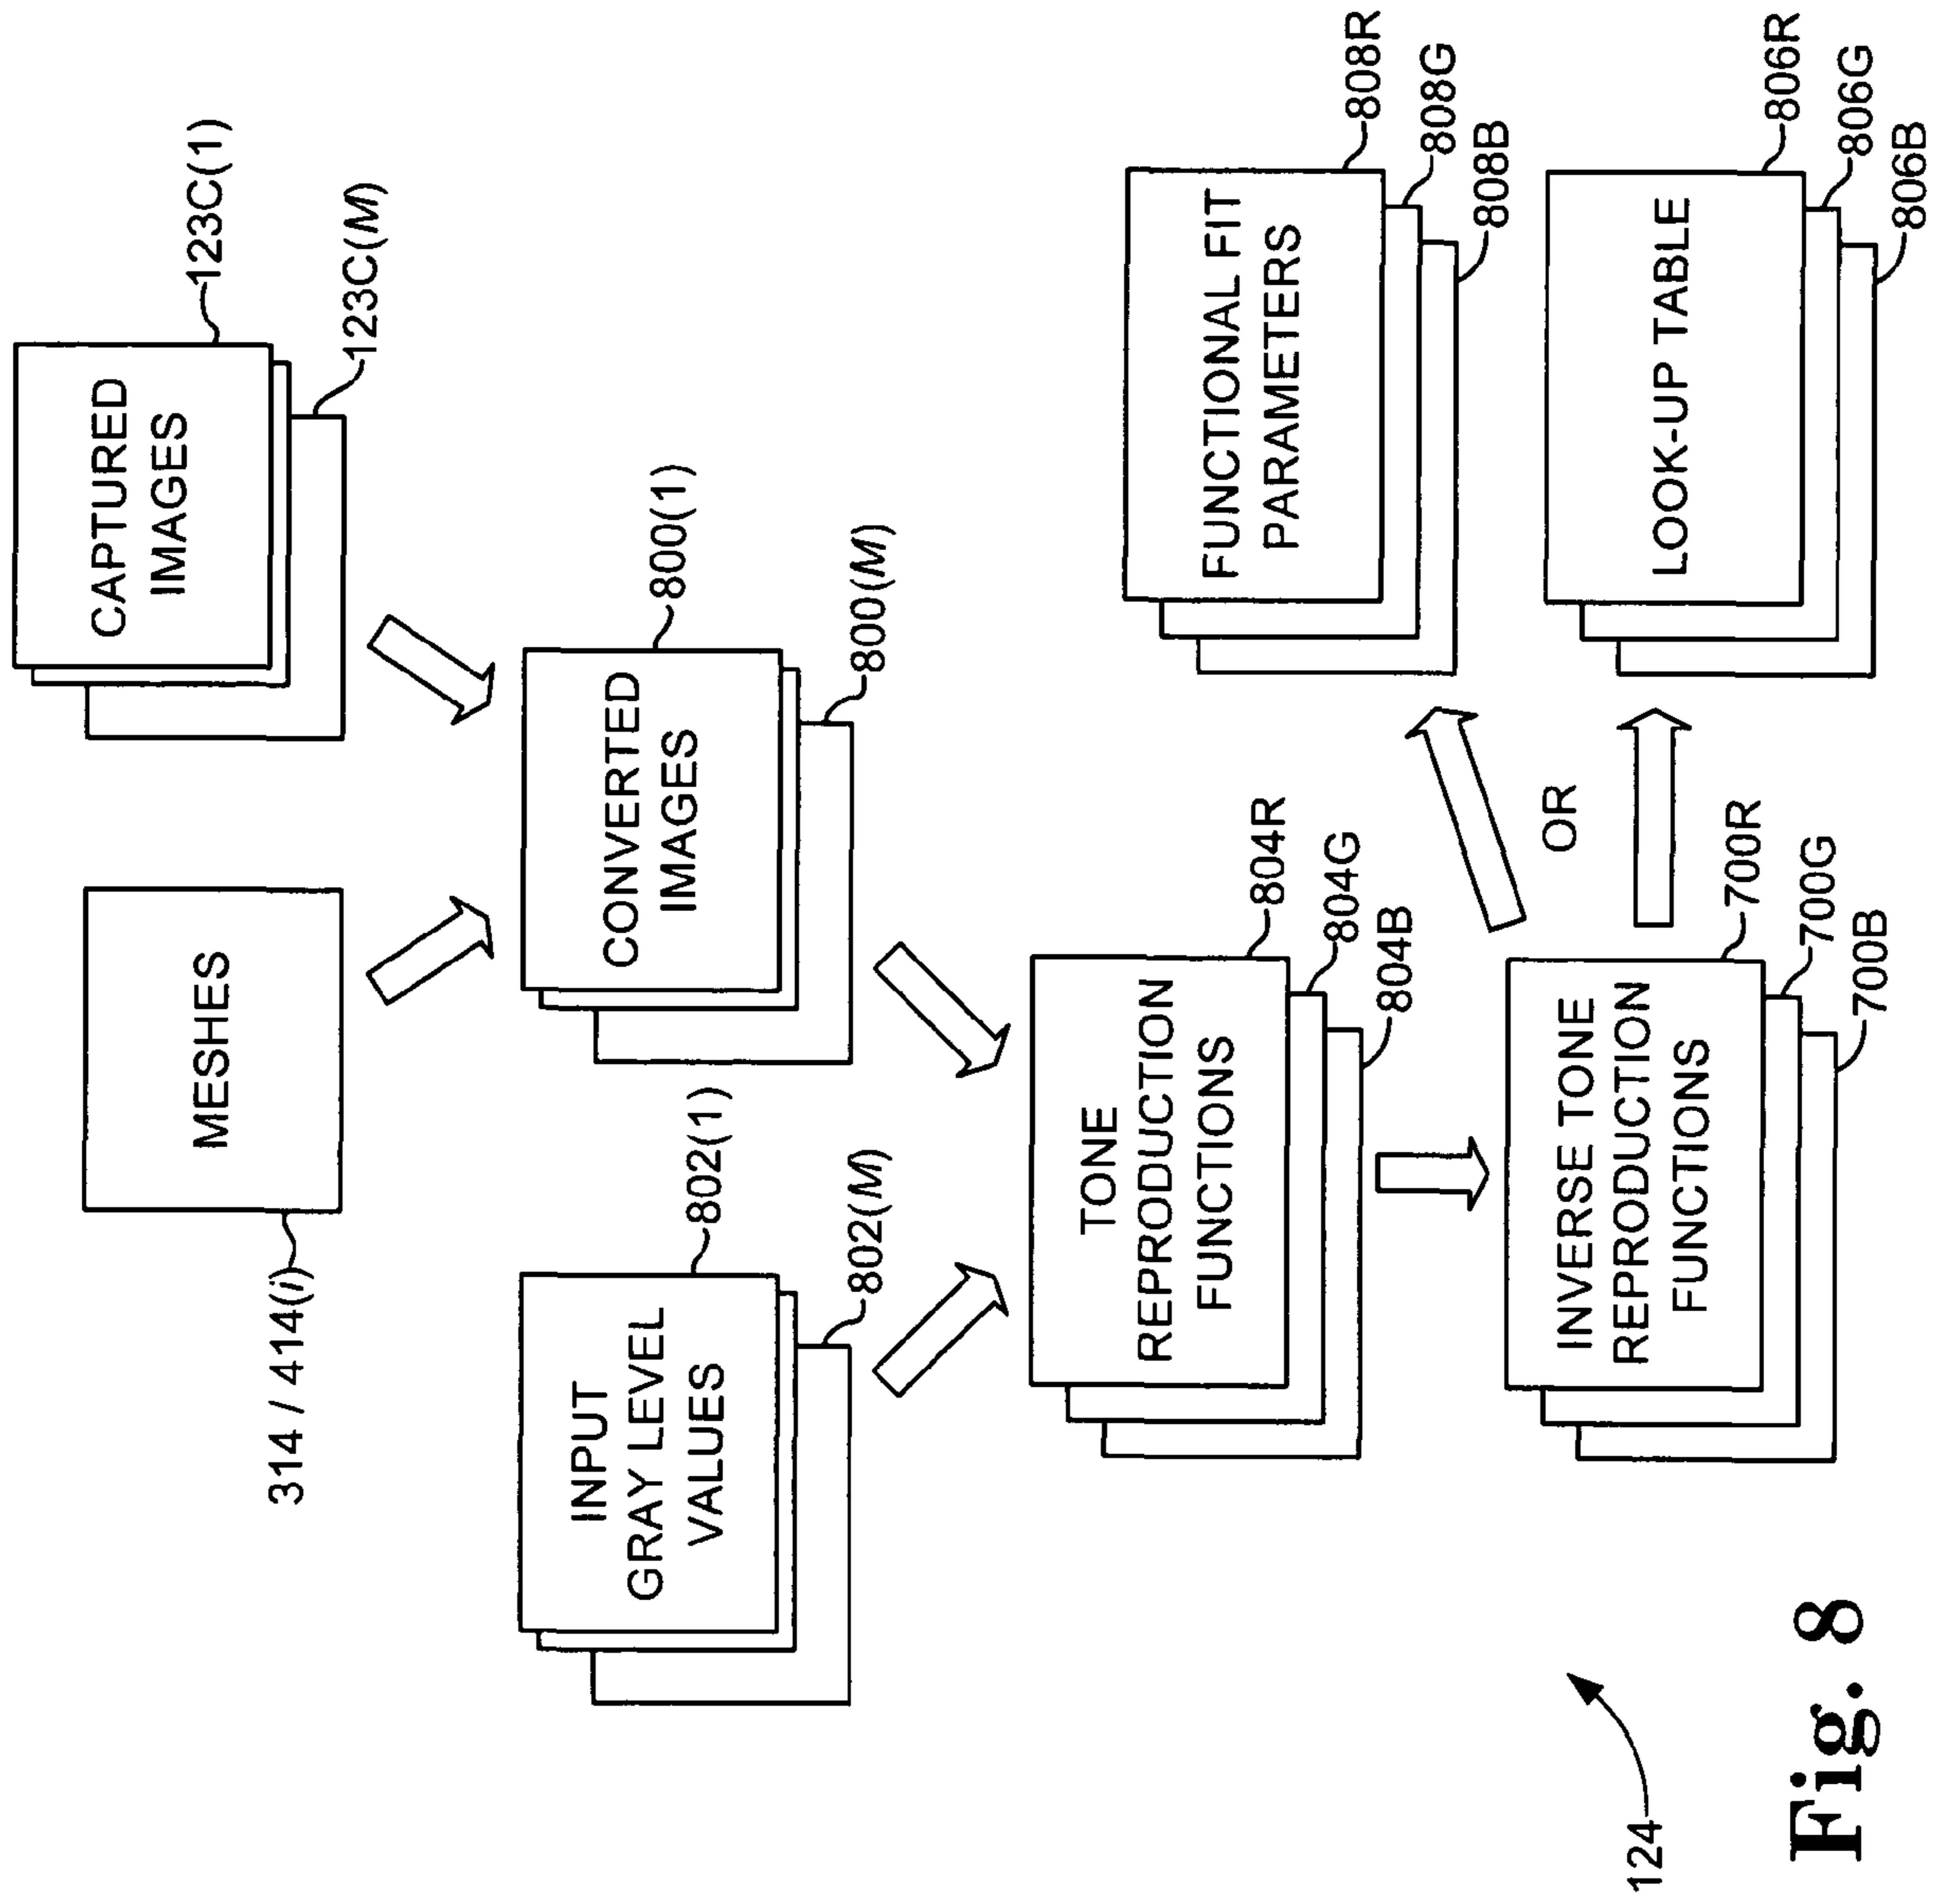 MESHES
314 / 414(i)
CAPTURED
IMAGES
123C(1)
123C(M)
INPUT
GRAY LEVEL
VALUES
802(1)
802(M)
CONVERTED
IMAGES
800(1)
800(M)
TONE
REPRODUCTION
FUNCTIONS
804R
804G
804B
INVERSE TONE
REPRODUCTION
FUNCTIONS
700R
700G
700B
OR
FUNCTIONAL FIT
PARAMETERS
808R
808G
808B
LOOK-UP TABLE
806R
806G
806B
124
Fig. 8